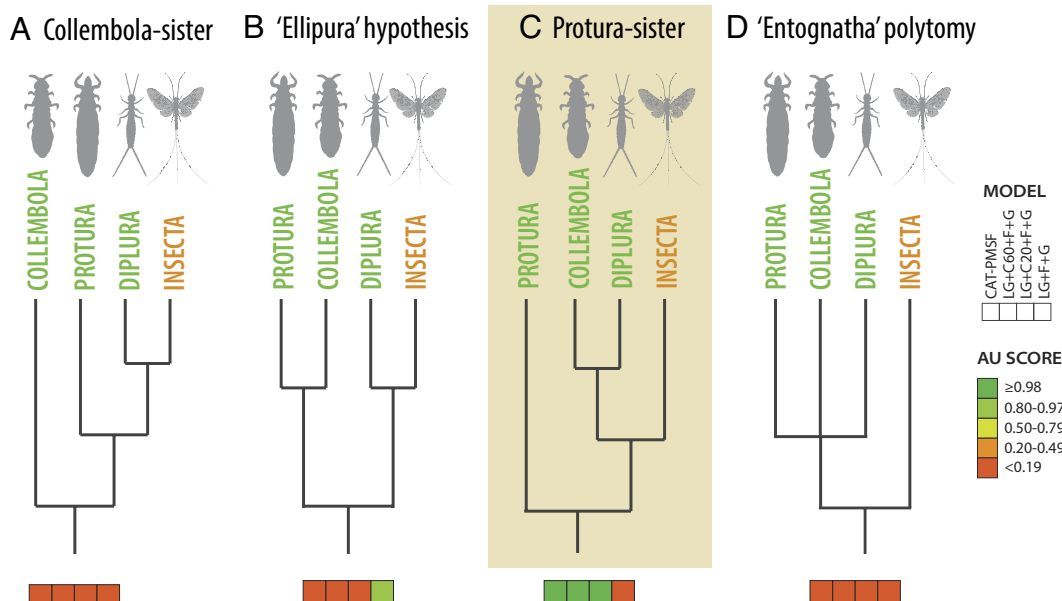 A Collembola-sister
B 'Ellipura' hypothesis
C Protura-sister
D 'Entognatha' polytomy
COLLEMBOLA
PROTURA
DIPLURA
INSECTA
PROTURA
COLLEMBOLA
DIPLURA
INSECTA
PROTURA
COLLEMBOLA
DIPLURA
INSECTA
PROTURA
COLLEMBOLA
DIPLURA
INSECTA
MODEL
CAT-PMSF
LG+C60+F+G
LG+C20+F+G
LG+F+G
AU SCORE
≥0.98
0.80-0.97
0.50-0.79
0.20-0.49
<0.19